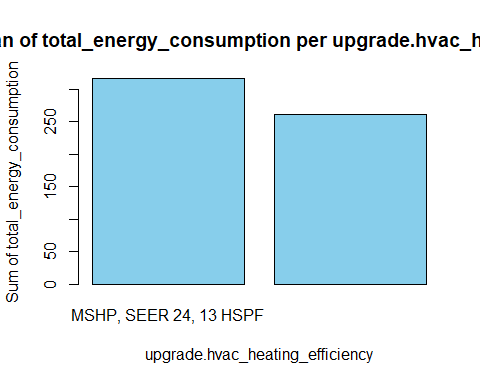 an of total_energy_consumption per upgrade.hvac_h
Sum of total_energy_consumption
250
150
50
0
MSHP, SEER 24, 13 HSPF
upgrade.hvac_heating_efficiency